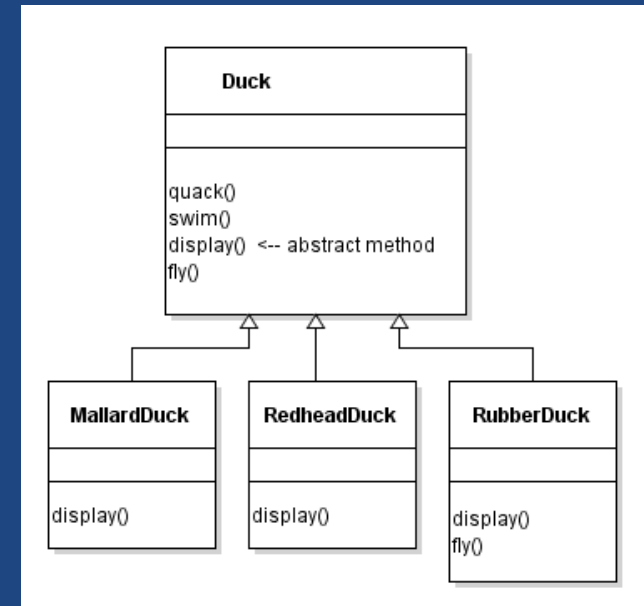 Duck
quack()
swim()
display() <-- abstract method
fly()
MallardDuck
display()
RedheadDuck
display()
RubberDuck
display()
fly()